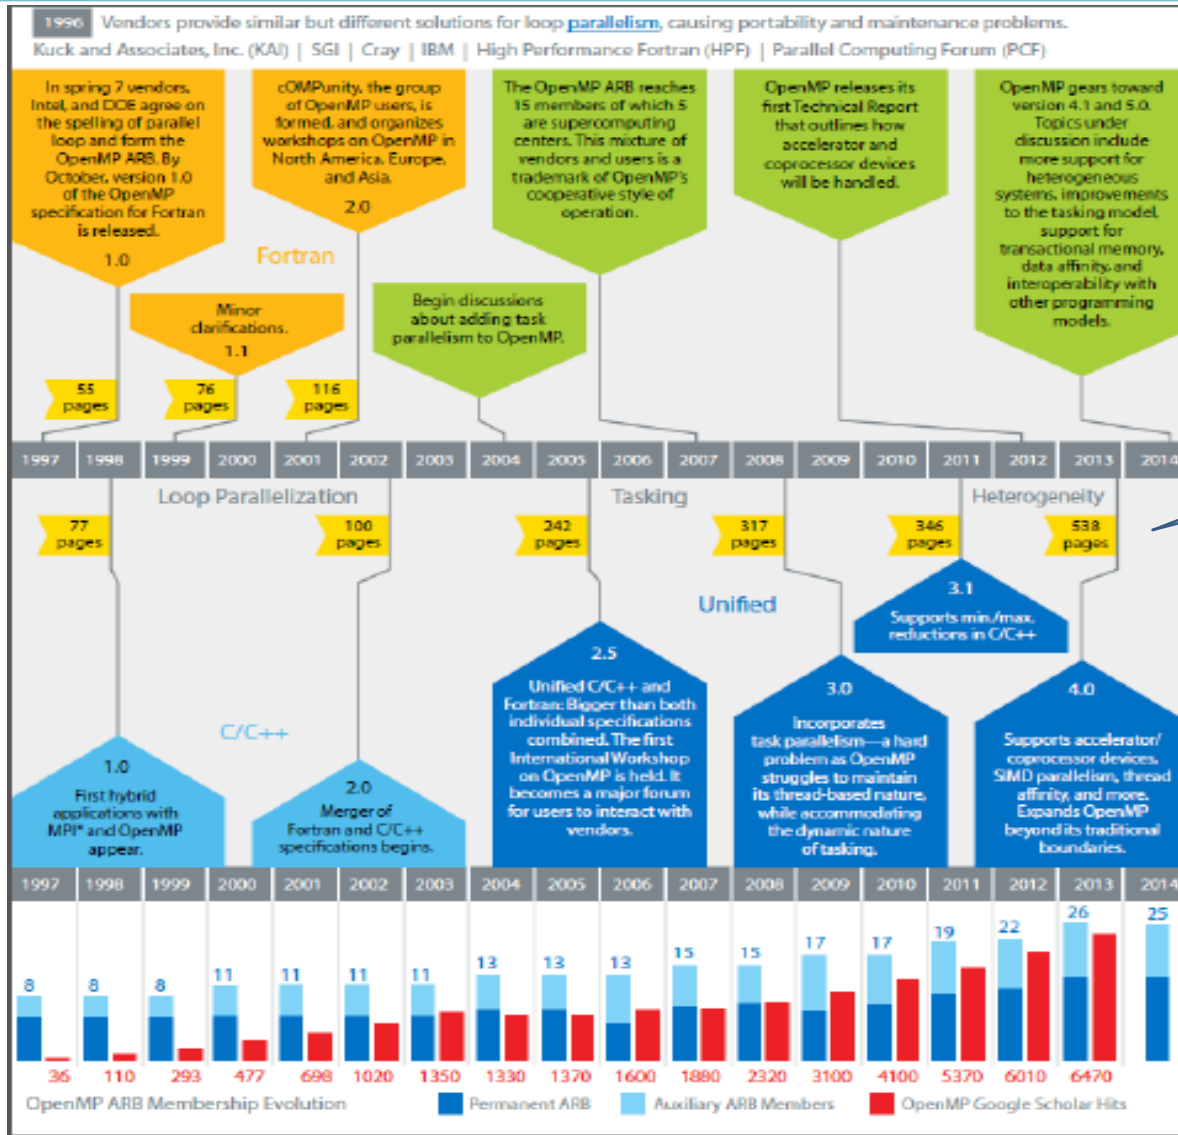 1996 Vendors provide similar but different solutions for loop parallelism, causing portability and maintenance problems.
Kuck and Associates, Inc. (KAI) | SGI | Cray | IBM | High Performance Fortran (HPF) | Parallel Computing Forum (PCF)
In spring 7 vendors,
Intel, and DOE agree on
the spelling of parallel
loop and form the
OpenMP ARB. By
October, version 1.0
of the OpenMP
specification for Fortran
is released.
1.0
cOMPunity, the group
of OpenMP users, is
formed, and organizes
workshops on OpenMP in
North America, Europe,
and Asia.
2.0
The OpenMP ARB reaches
15 members of which 5
are supercomputing
centers. This mixture of
vendors and users is a
trademark of OpenMP's
cooperative style of
operation.
OpenMP releases its
first Technical Report
that outlines how
accelerator and
coprocessor devices
will be handled.
OpenMP gears toward
version 4.1 and 5.0.
Topics under
discussion include
more support for
heterogeneous
systems, improvements
to the tasking model,
support for
transactional memory,
data affinity, and
interoperability with
other programming
models.
Fortran
Minor
clarifications.
1.1
Begin discussions
about adding task
parallelism to OpenMP.
55
pages
76
pages
116
pages
1997 1998 1999 2000 2001 2002 2003 2004 2005 2006 2007 2008 2009 2010 2011 2012 2013 2014
Loop Parallelization Tasking Heterogeneity
77
pages
100
pages
242
pages
317
pages
346
pages
538
pages
Unified
C/C++
1.0
First hybrid
applications with
MPI* and OpenMP
appear.
2.0
Merger of
Fortran and C/C++
specifications begins.
2.5
Unified C/C++ and
Fortran: Bigger than both
individual specifications
combined. The first
International Workshop
on OpenMP is held. It
becomes a major forum
for users to interact with
vendors.
3.0
Incorporates
task parallelism—a hard
problem as OpenMP
struggles to maintain
its thread-based nature,
while accommodating
the dynamic nature
of tasking.
3.1
Supports min./max.
reductions in C/C++
4.0
Supports accelerator/
coprocessor devices,
SIMD parallelism, thread
affinity, and more.
Expands OpenMP
beyond its traditional
boundaries.
1997 1998 1999 2000 2001 2002 2003 2004 2005 2006 2007 2008 2009 2010 2011 2012 2013 2014
8 8 8 11 11 11 11 13 13 13 15 15 17 17 19 22 26 25
36 110 293 477 698 1020 1350 1330 1370 1600 1880 2320 3100 4100 5370 6010 6470
OpenMP ARB Membership Evolution Permanent ARB Auxiliary ARB Members OpenMP Google Scholar Hits